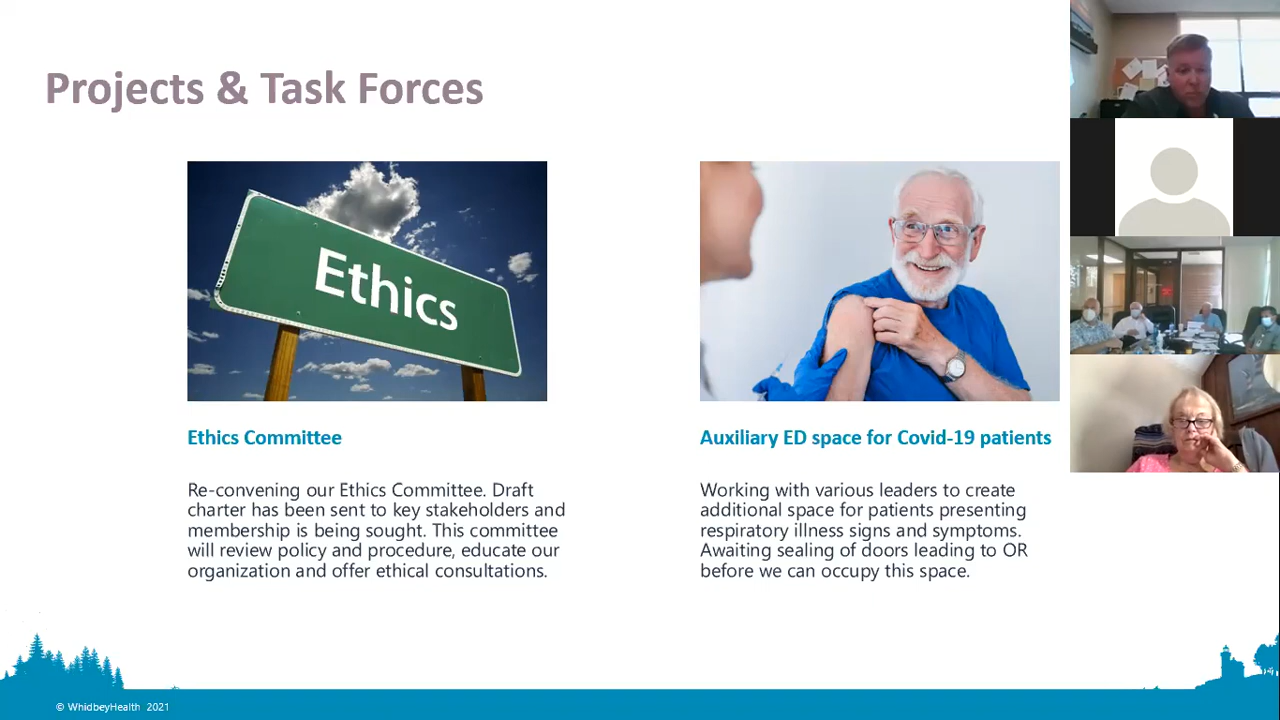 Projects & Task Forces
Ethics
Ethics Committee
Re-convening our Ethics Committee. Draft
charter has been sent to key stakeholders and
membership is being sought. This committee
will review policy and procedure, educate our
organization and offer ethical consultations.
Auxiliary ED space for Covid-19 patients
Working with various leaders to create
additional space for patients presenting
respiratory illness signs and symptoms.
Awaiting sealing of doors leading to OR
before we can occupy this space.
© WhidbeyHealth 2021